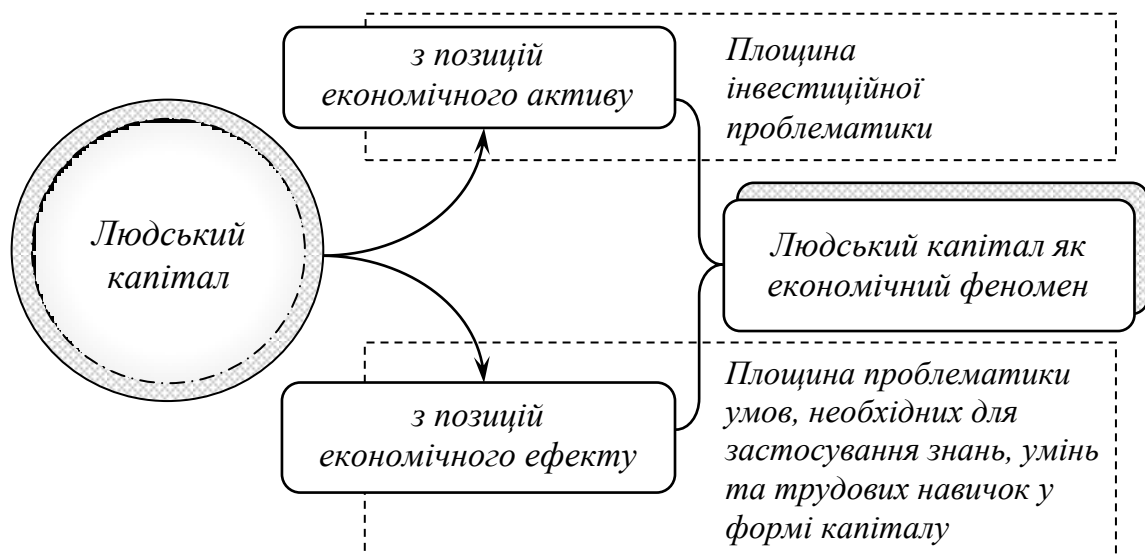 з позицій
економічного активу
Площина
інвестиційної
проблематики
Людський
капітал
Людський капітал як
економічний феномен
з позицій
економічного ефекту
Площина проблематики
умов, необхідних для
застосування знань, умінь
та трудових навичок у
формі капіталу